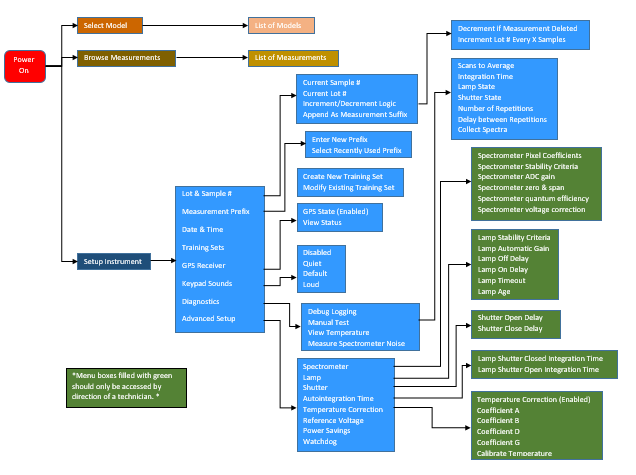 Power
On
Select Model
List of Models
Browse Measurements
List of Measurements
Setup Instrument
Lot & Sample #
Measurement Prefix
Date & Time
Training Sets
GPS Receiver
Keypad Sounds
Diagnostics
Advanced Setup
Current Sample #
Current Lot #
Increment/Decrement Logic
Append As Measurement Suffix
Decrement if Measurement Deleted
Increment Lot # Every X Samples
Enter New Prefix
Select Recently Used Prefix
Create New Training Set
Modify Existing Training Set
GPS State (Enabled)
View Status
Disabled
Quiet
Default
Loud
Debug Logging
Manual Test
View Temperature
Measure Spectrometer Noise
Scans to Average
Integration Time
Lamp State
Shutter State
Number of Repetitions
Delay between Repetitions
Collect Spectra
Spectrometer
Lamp
Shutter
Autointegration Time
Temperature Correction
Reference Voltage
Power Savings
Watchdog
Spectrometer Pixel Coefficients
Spectrometer Stability Criteria
Spectrometer ADC gain
Spectrometer zero & span
Spectrometer quantum efficiency
Spectrometer voltage correction
Lamp Stability Criteria
Lamp Automatic Gain
Lamp Off Delay
Lamp On Delay
Lamp Timeout
Lamp Age
Shutter Open Delay
Shutter Close Delay
Lamp Shutter Closed Integration Time
Lamp Shutter Open Integration Time
Temperature Correction (Enabled)
Coefficient A
Coefficient B
Coefficient D
Coefficient G
Calibrate Temperature
*Menu boxes filled with green
should only be accessed by
direction of a technician. *